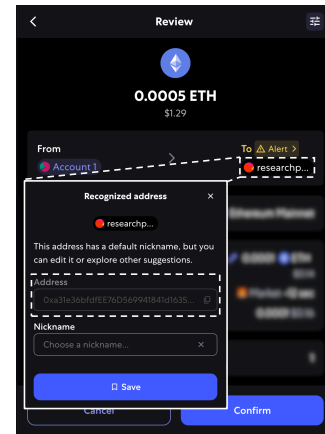 Review
0.0005 ETH
$1.29
From
To Alert >
Account 1
researchp...
Recognized address
researchp...
This address has a default nickname, but you
can edit it or explore other suggestions.
Address
0xa31e36bfdfEE76D569941841d1635...
Nickname
Choose a nickname...
Save
Cancel
Confirm